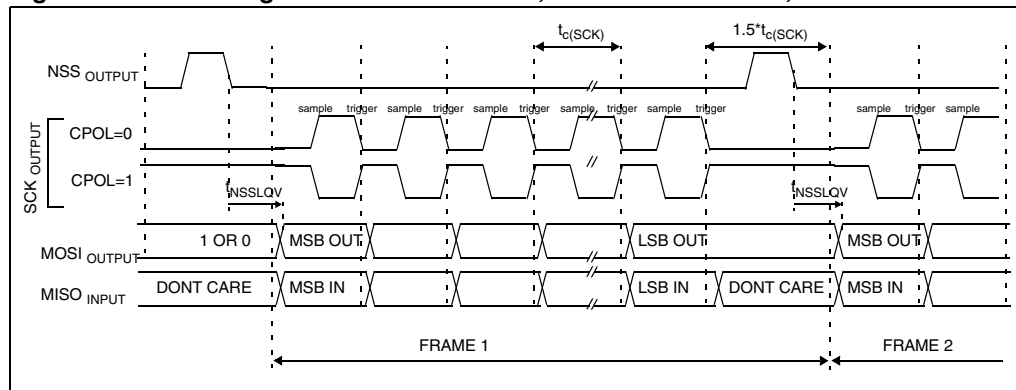 tc(SCK) 1.5*tc(SCK)
NSS OUTPUT
sample trigger sample trigger sample trigger sample trigger sample trigger sample trigger sample
SCK OUTPUT
CPOL=0
CPOL=1
tNSSLQV tNSSLQV
MOSI OUTPUT 1 OR 0 MSB OUT LSB OUT MSB OUT
MISO INPUT DONT CARE MSB IN LSB IN DONT CARE MSB IN
FRAME 1 FRAME 2